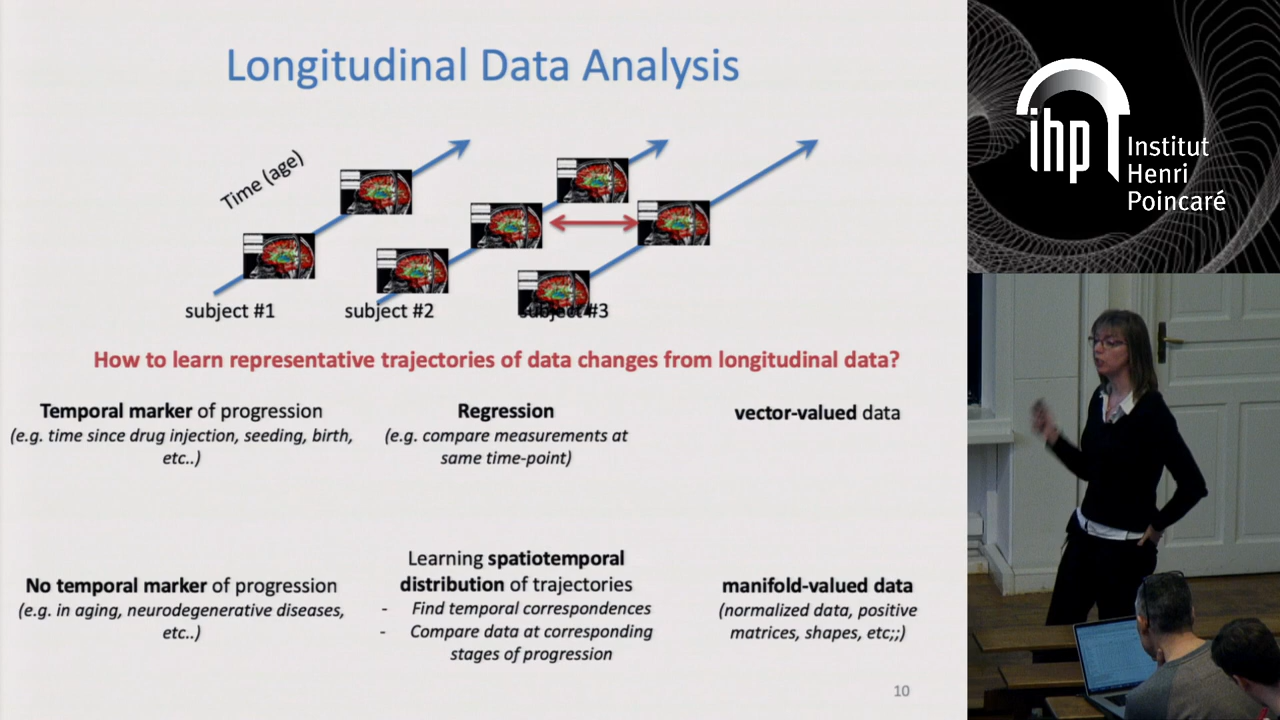 Longitudinal Data Analysis
Time (age)
subject #1
subject #2
subject #3
How to learn representative trajectories of data changes from longitudinal data?
Temporal marker of progression
(e.g. time since drug injection, seeding, birth,
etc..)
Regression
(e.g. compare measurements at
same time-point)
vector-valued data
No temporal marker of progression
(e.g. in aging, neurodegenerative diseases,
etc..)
Learning spatiotemporal
distribution of trajectories
- Find temporal correspondences
- Compare data at corresponding
stages of progression
manifold-valued data
(normalized data, positive
matrices, shapes, etc;;)
10
ihp
Institut
Henri
Poincaré